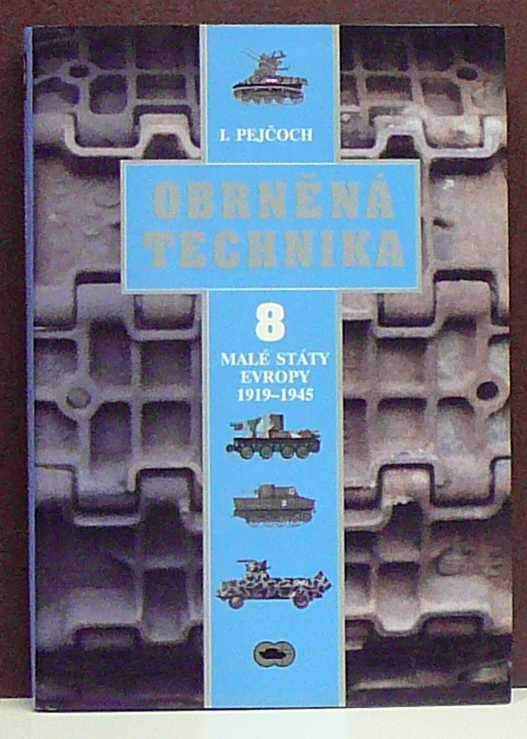 I. PEJČOCH
OBRNĚNÁ
TECHNIKA
8
MALÉ STÁTY
EVROPY
1919–1945